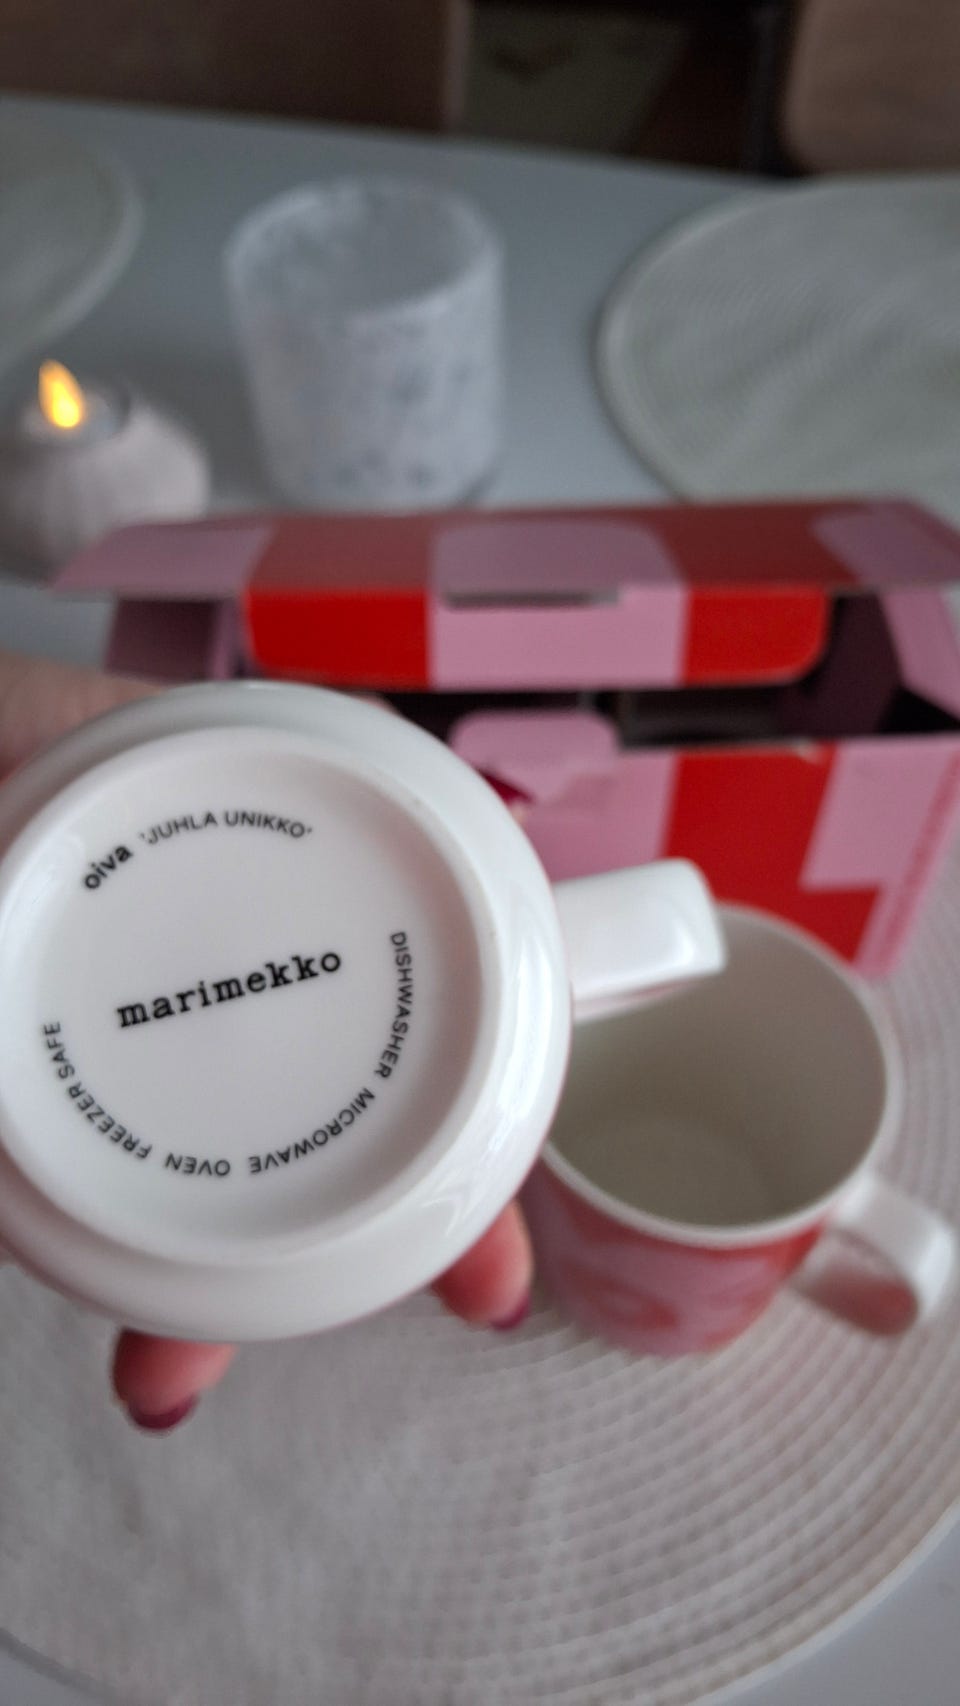 oiva 'JUHLA UNIKKO'
marimekko
DISHWASHER MICROWAVE OVEN FREEZER SAFE